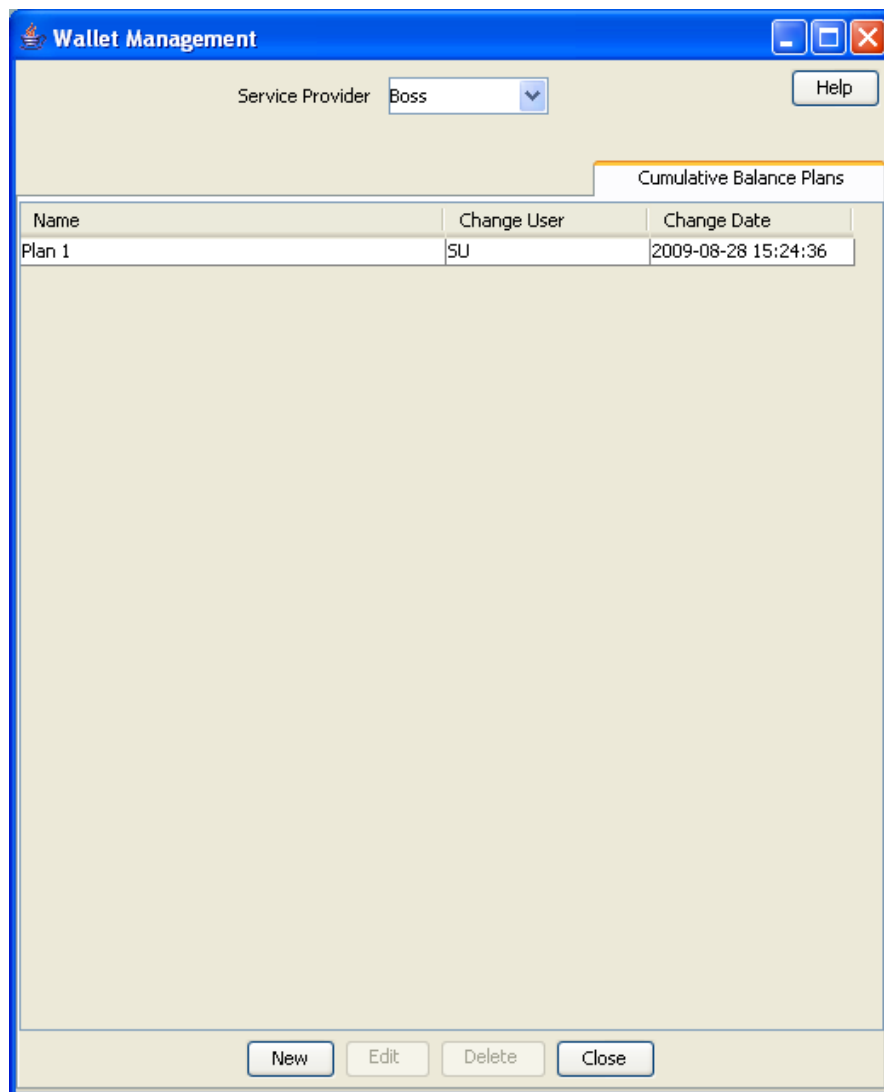 Wallet Management
Service Provider Boss Help
Cumulative Balance Plans
Name Change User Change Date
Plan 1 SU 2009-08-28 15:24:36
New Edit Delete Close